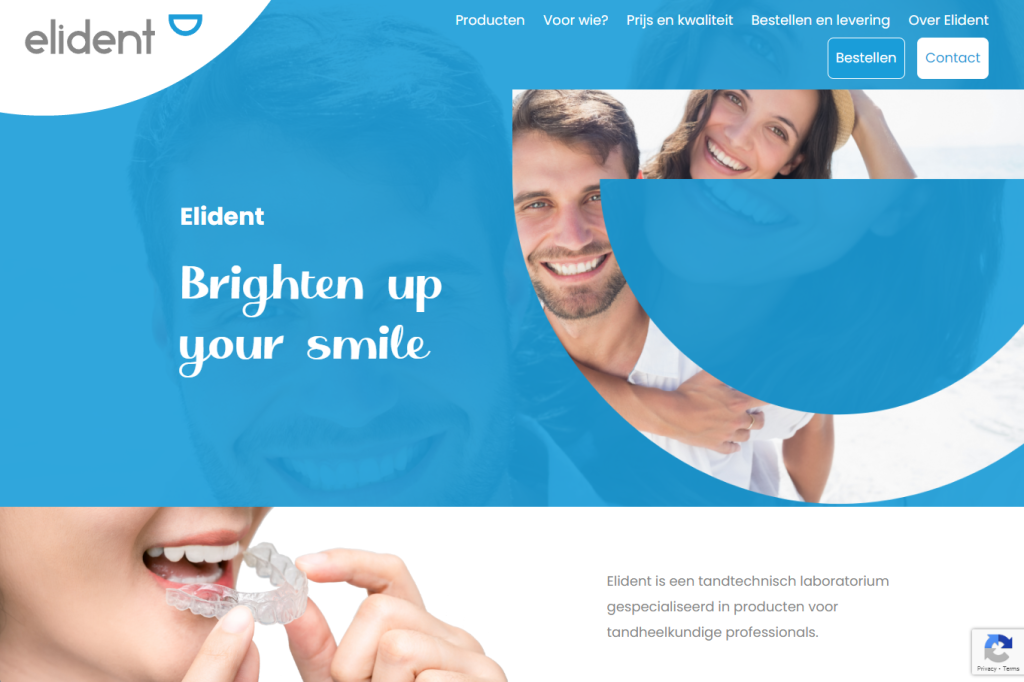 elident
Producten Voor wie? Prijs en kwaliteit Bestellen en levering Over Elident
Bestellen Contact
Elident
Brighten up
your smile
Elident is een tandtechnisch laboratorium
gespecialiseerd in producten voor
tandheelkundige professionals.
Privacy - Terms